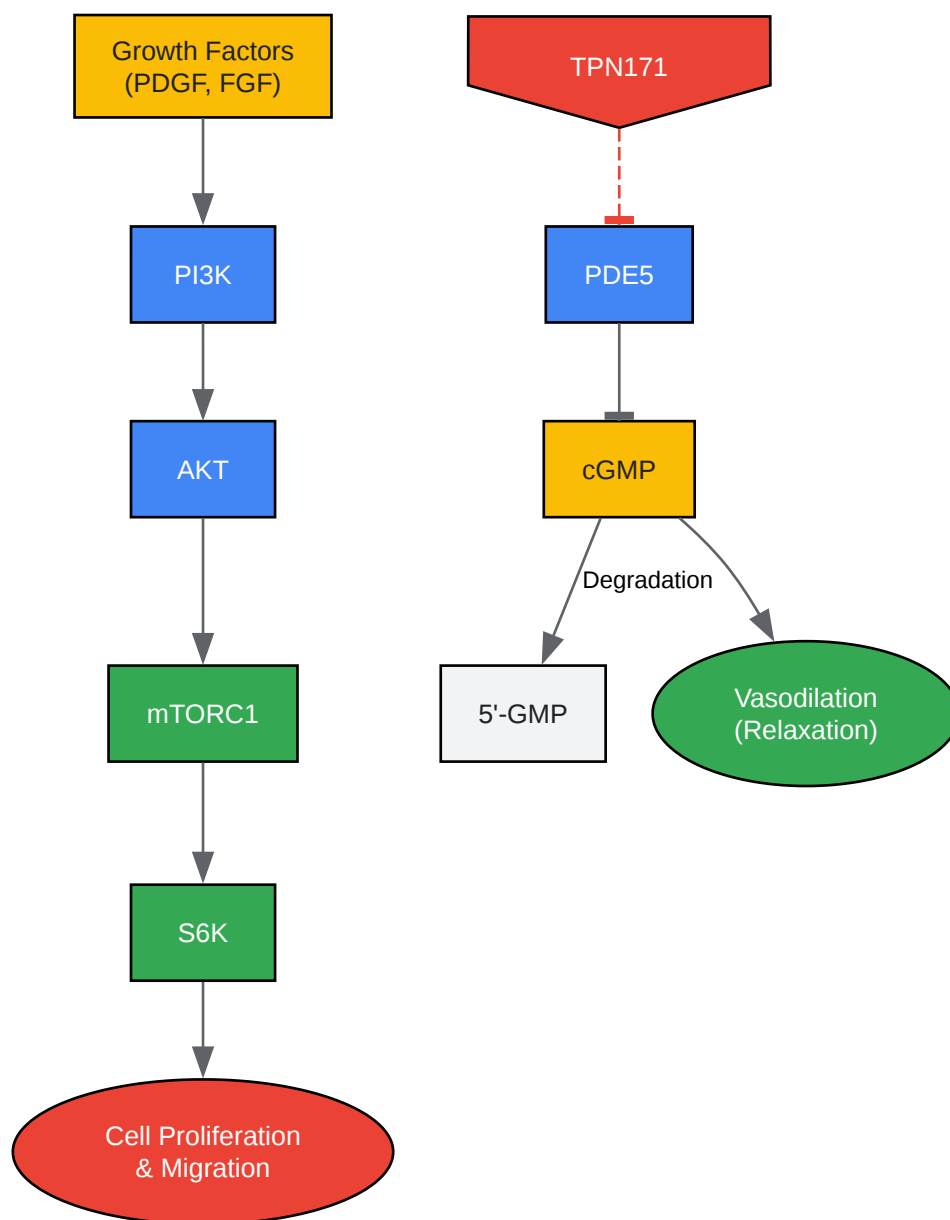 Growth Factors
(PDGF, FGF)
TPN171
PI3K
PDE5
AKT
cGMP
Degradation
mTORC1
5'-GMP
Vasodilation
(Relaxation)
S6K
Cell Proliferation
& Migration